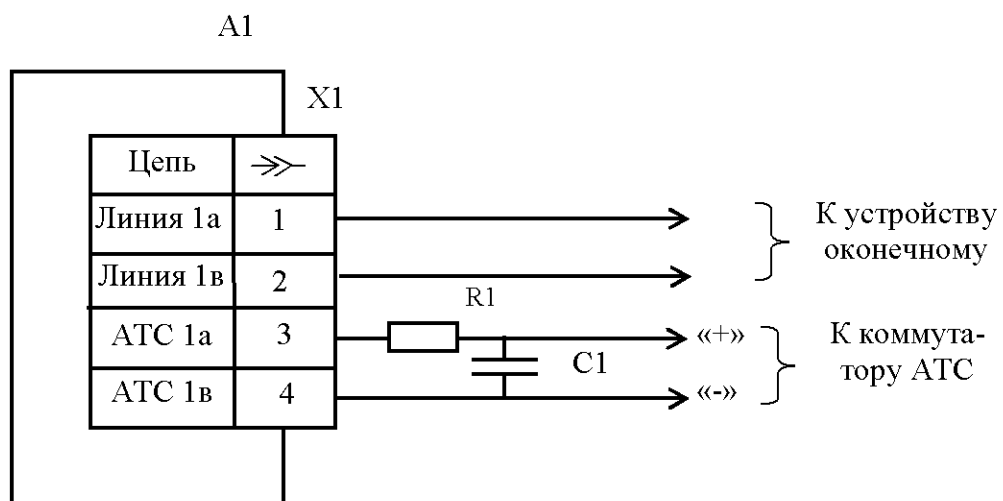 A1
X1
Цепь
Линия 1а 1
Линия 1в 2
АТС 1а 3
АТС 1в 4
R1
C1
«+»
«-»
К устройству
оконечному
К коммута-
тору АТС